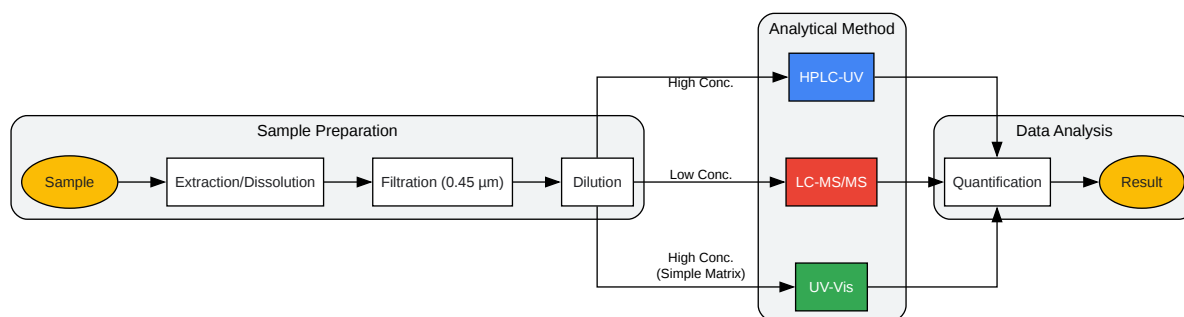 Analytical Method
HPLC-UV
High Conc.
Sample Preparation
Data Analysis
Sample
Extraction/Dissolution
Filtration (0.45 µm)
Dilution
Low Conc.
LC-MS/MS
Quantification
Result
High Conc.
(Simple Matrix)
UV-Vis